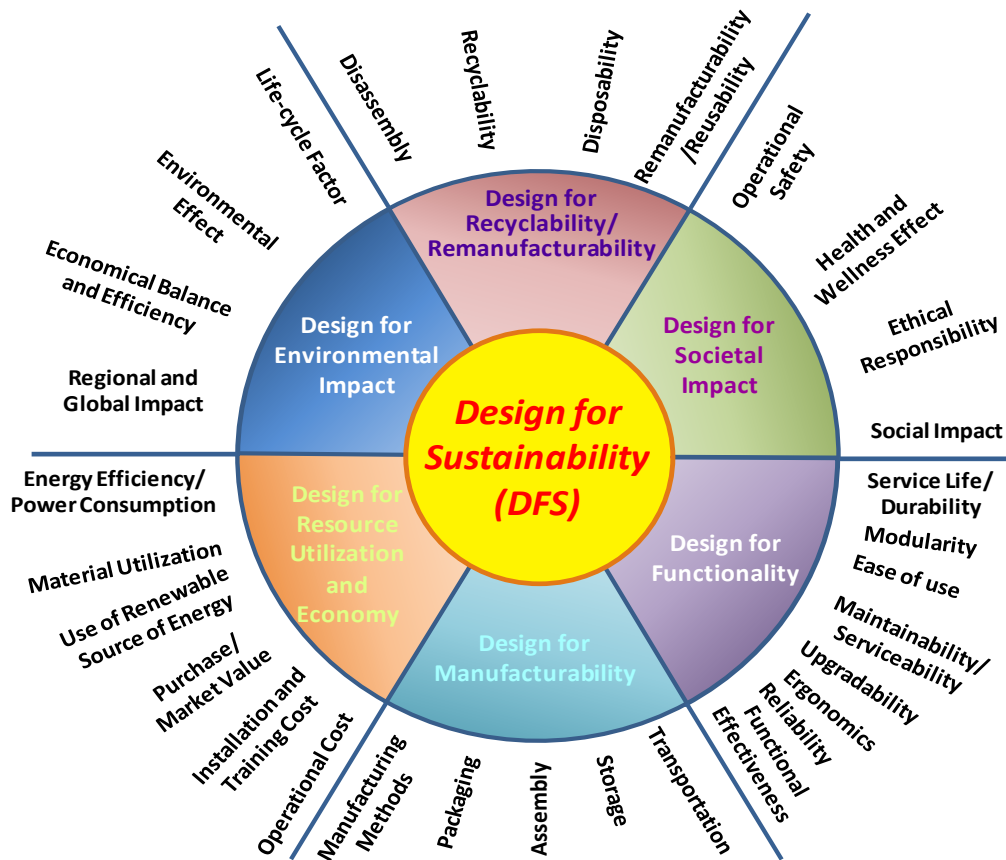 Life-cycle Factor
Environmental
Effect
Economical Balance
and Efficiency
Regional and
Global Impact
Disassembly
Recyclability
Disposability
Remanufacturability
/Reusability
Operational
Safety
Health and
Wellness Effect
Ethical
Responsibility
Social Impact
Design for
Recyclability/
Remanufacturability
Design for
Environmental
Impact
Design for
Societal
Impact
Design for
Sustainability
(DFS)
Design for
Resource
Utilization
and
Economy
Design for
Functionality
Design for
Manufacturability
Energy Efficiency/
Power Consumption
Material Utilization
Use of Renewable
Source of Energy
Purchase/
Market Value
Installation and
Training Cost
Operational Cost
Manufacturing
Methods
Packaging
Assembly
Storage
Transportation
Service Life/
Durability
Modularity
Ease of use
Maintainability/
Serviceability
Upgradability
Ergonomics
Reliability
Functional
Effectiveness